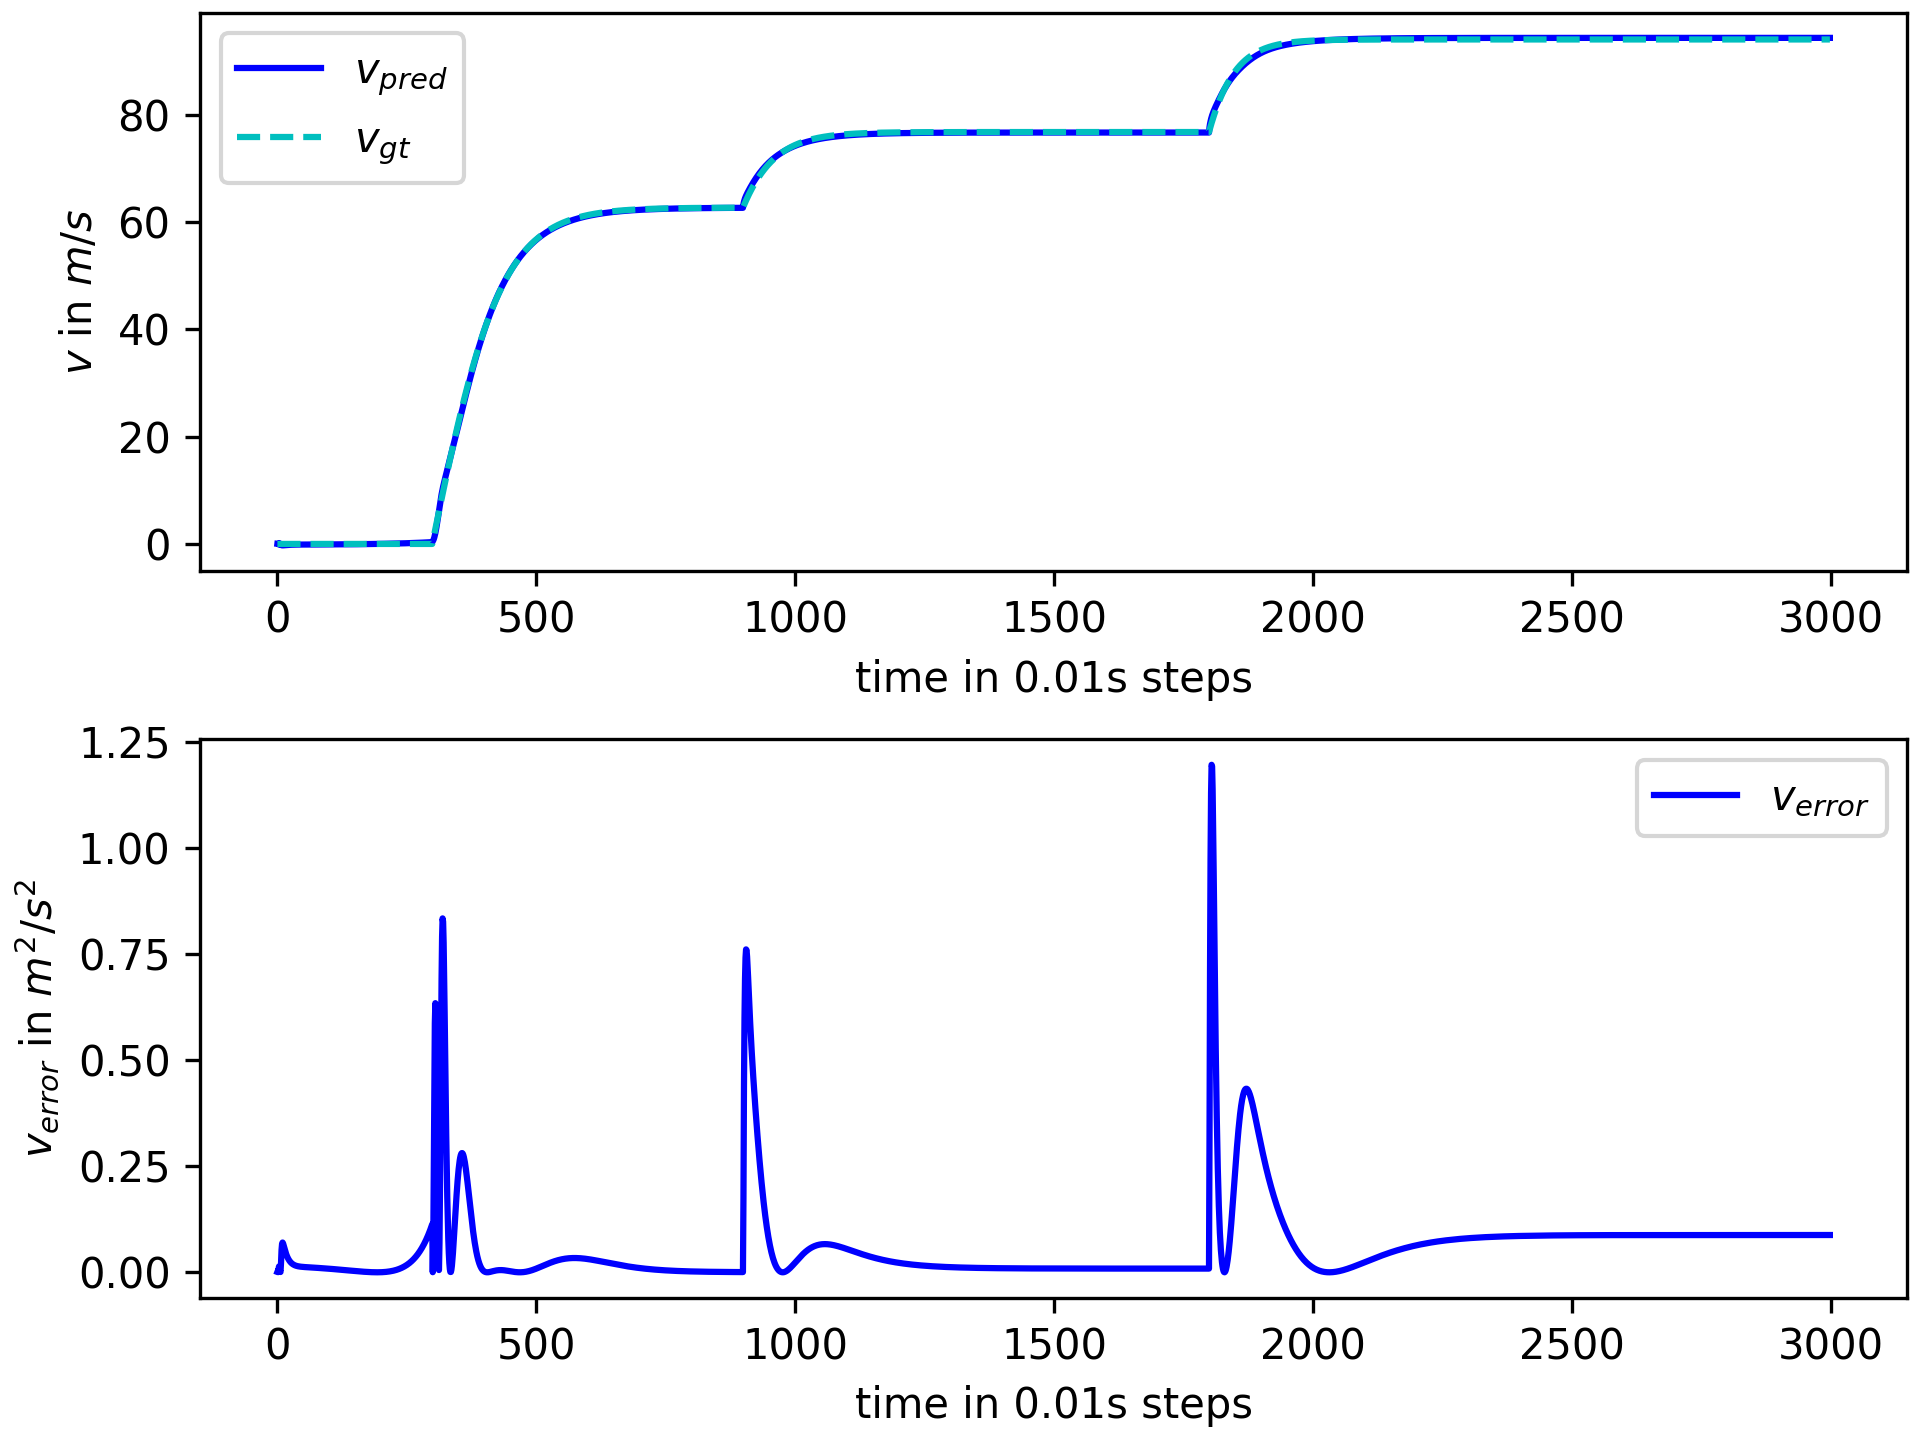 v_pred
v_gt
v in m/s
80
60
40
20
0
0 500 1000 1500 2000 2500 3000
time in 0.01s steps
v_error
v_error in m²/s²
1.25
1.00
0.75
0.50
0.25
0.00
0 500 1000 1500 2000 2500 3000
time in 0.01s steps